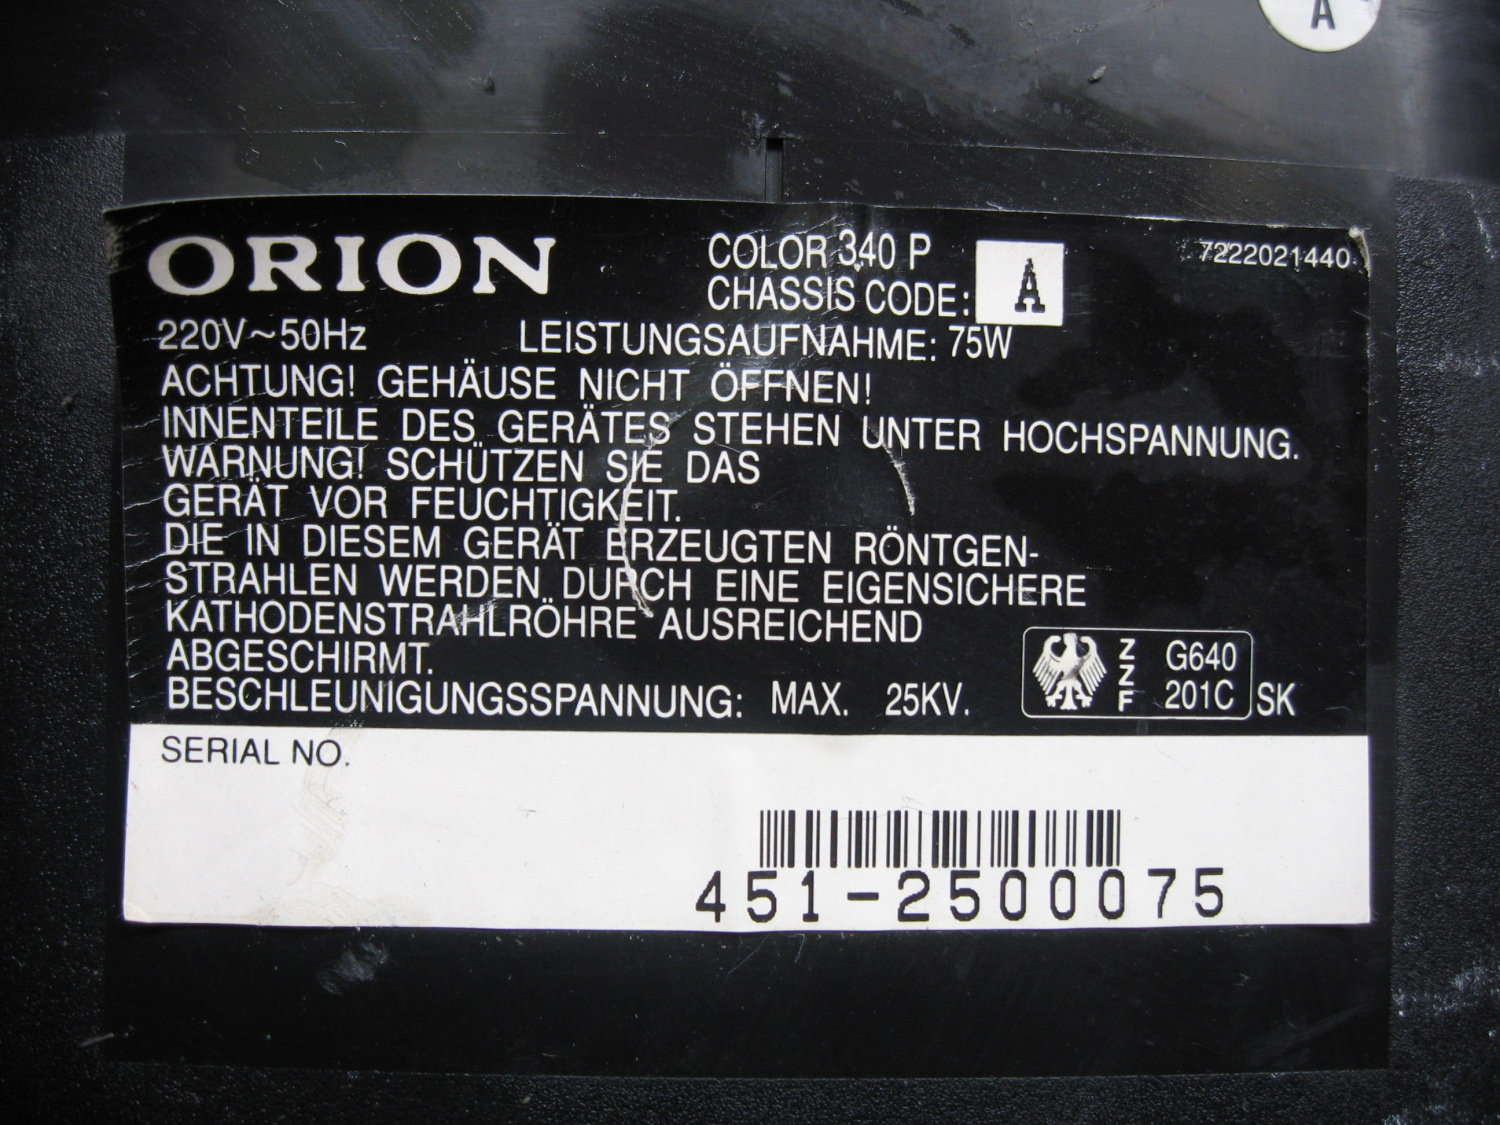 A
ORION
COLOR 340 P
7222021440
CHASSIS CODE: A
220V~50Hz LEISTUNGSAUFNAHME: 75W
ACHTUNG! GEHÄUSE NICHT ÖFFNEN!
INNENTEILE DES GERÄTES STEHEN UNTER HOCHSPANNUNG.
WARNUNG! SCHÜTZEN SIE DAS
GERÄT VOR FEUCHTIGKEIT.
DIE IN DIESEM GERÄT ERZEUGTEN RÖNTGEN-
STRAHLEN WERDEN DURCH EINE EIGENSICHERE
KATHODENSTRAHLRÖHRE AUSREICHEND
ABGESCHIRMT.
BESCHLEUNIGUNGSSPANNUNG: MAX. 25KV.
ZZF
G640
201C SK
SERIAL NO.
451-2500075